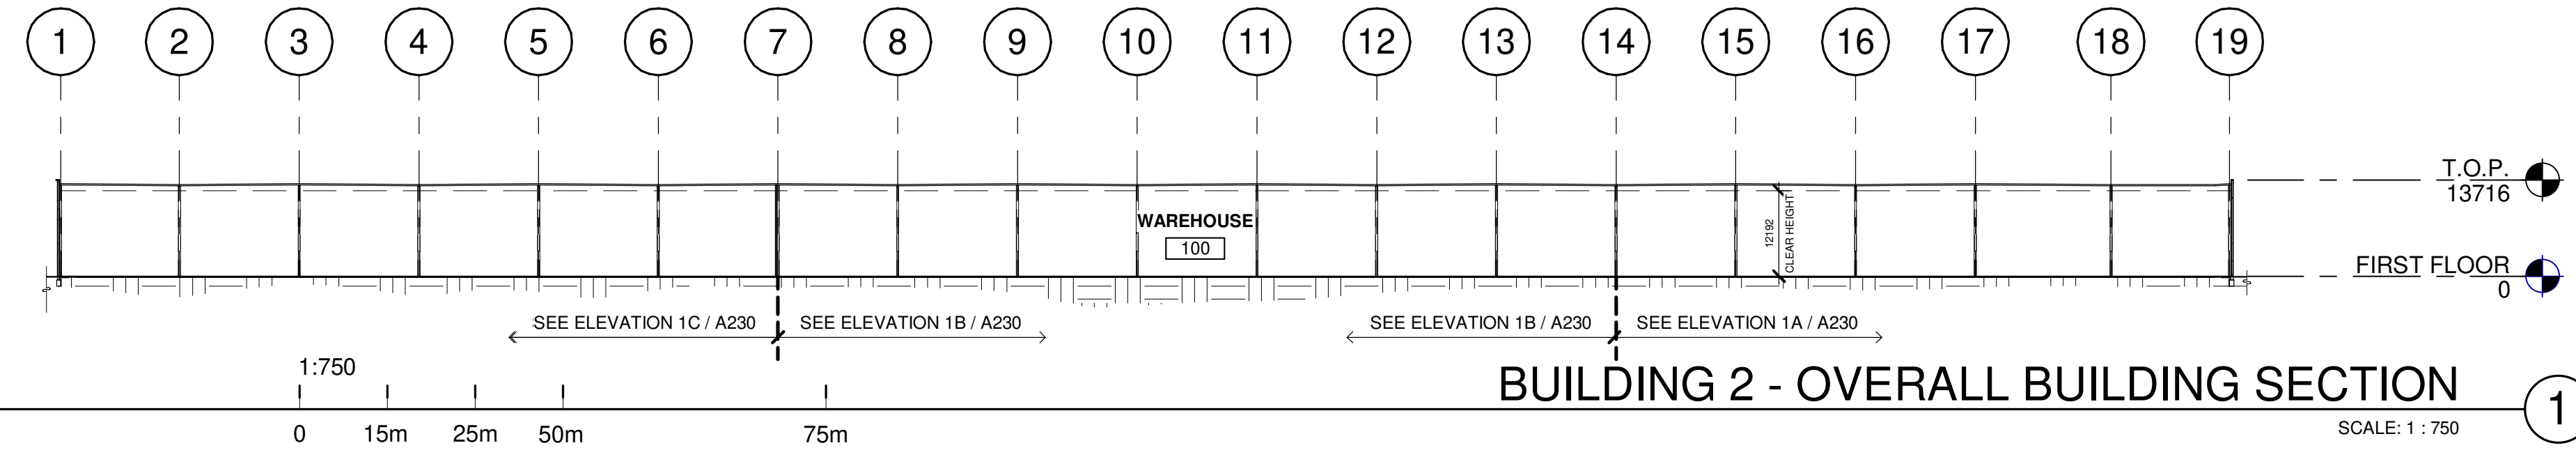 1 2 3 4 5 6 7 8 9 10 11 12 13 14 15 16 17 18 19
T.O.P.
13716
WAREHOUSE
100
12192
CLEAR HEIGHT
FIRST FLOOR
0
SEE ELEVATION 1C / A230 SEE ELEVATION 1B / A230 SEE ELEVATION 1B / A230 SEE ELEVATION 1A / A230
1:750
BUILDING 2 - OVERALL BUILDING SECTION 1
0 15m 25m 50m 75m
SCALE: 1 : 750